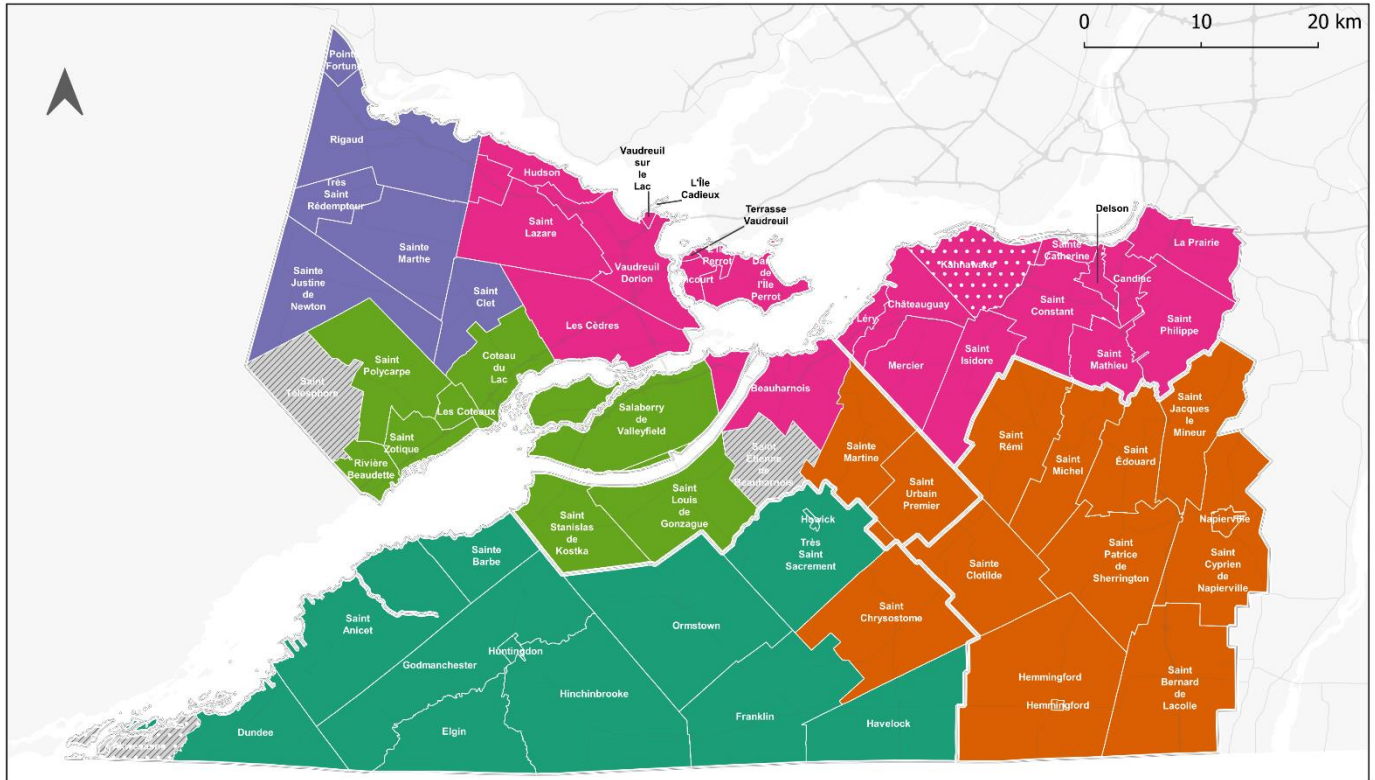 0 10 20 km
Point
Fortun
Rigaud
Très
Saint
Rédempteur
Sainte
Marthe
Sainte
Justine
de
Newton
Saint
Clet
Hudson
Saint
Lazare
Vaudreuil
Dorion
Les Cèdres
Vaudreuil
sur
le
Lac
L'Île
Cadieux
Terrasse
Vaudreuil
Perrot
de
l'Île
Perrot
Saint
Télesphore
Saint
Polycarpe
Coteau
du
Lac
Les Coteaux
Saint
Zotique
Rivière
Beaudette
Salaberry
de
Valleyfield
Beauharnois
Saint
Etienne de
Beauharnois
Saint
Stanislas
de
Kostka
Saint
Louis
de
Gonzague
Kahnawake
Châteauguay
Léry
Mercier
Saint
Isidore
Sainte
Catherine
Delson
Saint
Constant
Candiac
La Prairie
Saint
Philippe
Saint
Mathieu
Sainte
Martine
Saint
Urbain
Premier
Saint
Rémi
Saint
Michel
Saint
Édouard
Saint
Jacques
le
Mineur
Napierville
Saint
Cyprien
de
Napierville
Saint
Patrice
de
Sherrington
Sainte
Clotilde
Saint
Chrysostome
Hemmingford
Hemmingford
Saint
Bernard
de
Lacolle
Howick
Très
Saint
Sacrement
Sainte
Barbe
Saint
Anicet
Ormstown
Godmanchester
Huntingdon
Hinchinbrooke
Franklin
Havelock
Elgin
Dundee